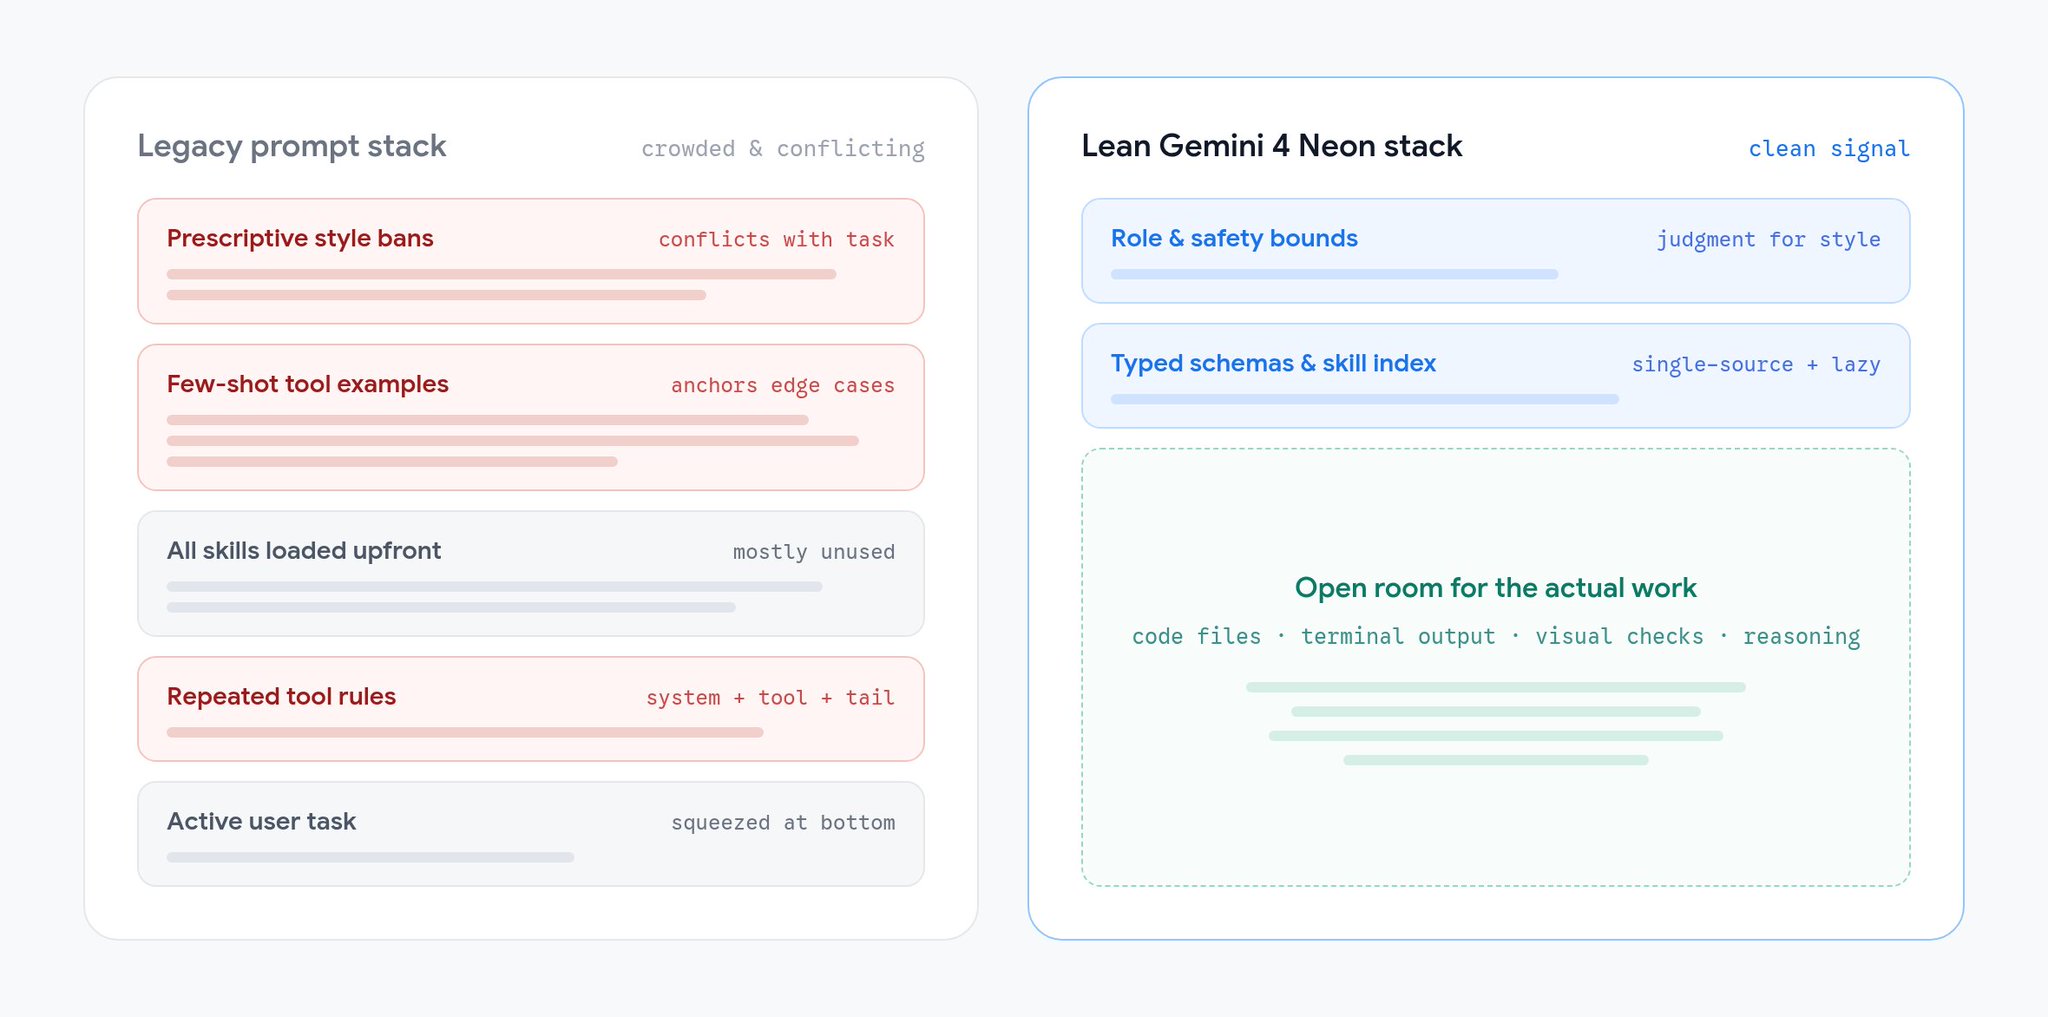 Legacy prompt stack
crowded & conflicting
Prescriptive style bans
conflicts with task
Few-shot tool examples
anchors edge cases
All skills loaded upfront
mostly unused
Repeated tool rules
system + tool + tail
Active user task
squeezed at bottom
Lean Gemini 4 Neon stack
clean signal
Role & safety bounds
judgment for style
Typed schemas & skill index
single-source + lazy
Open room for the actual work
code files · terminal output · visual checks · reasoning